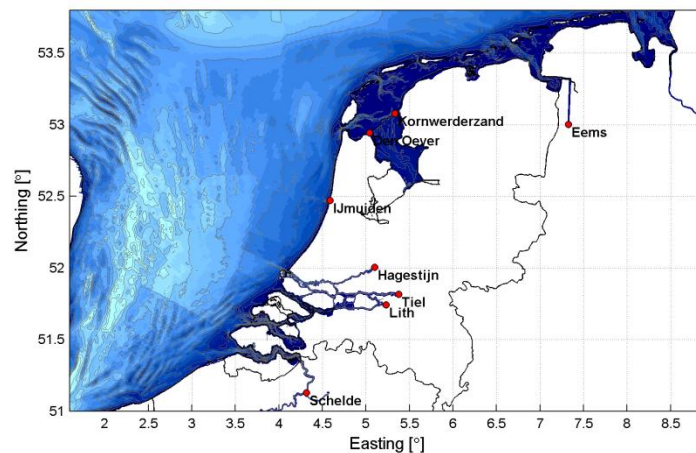 53.5
Kornwerderzand
53
Den Oever
Eems
52.5
IJmuiden
Northing [°]
52
Hagestijn
Tiel
Lith
51.5
Schelde
51
2 2.5 3 3.5 4 4.5 5 5.5 6 6.5 7 7.5 8 8.5
Easting [°]